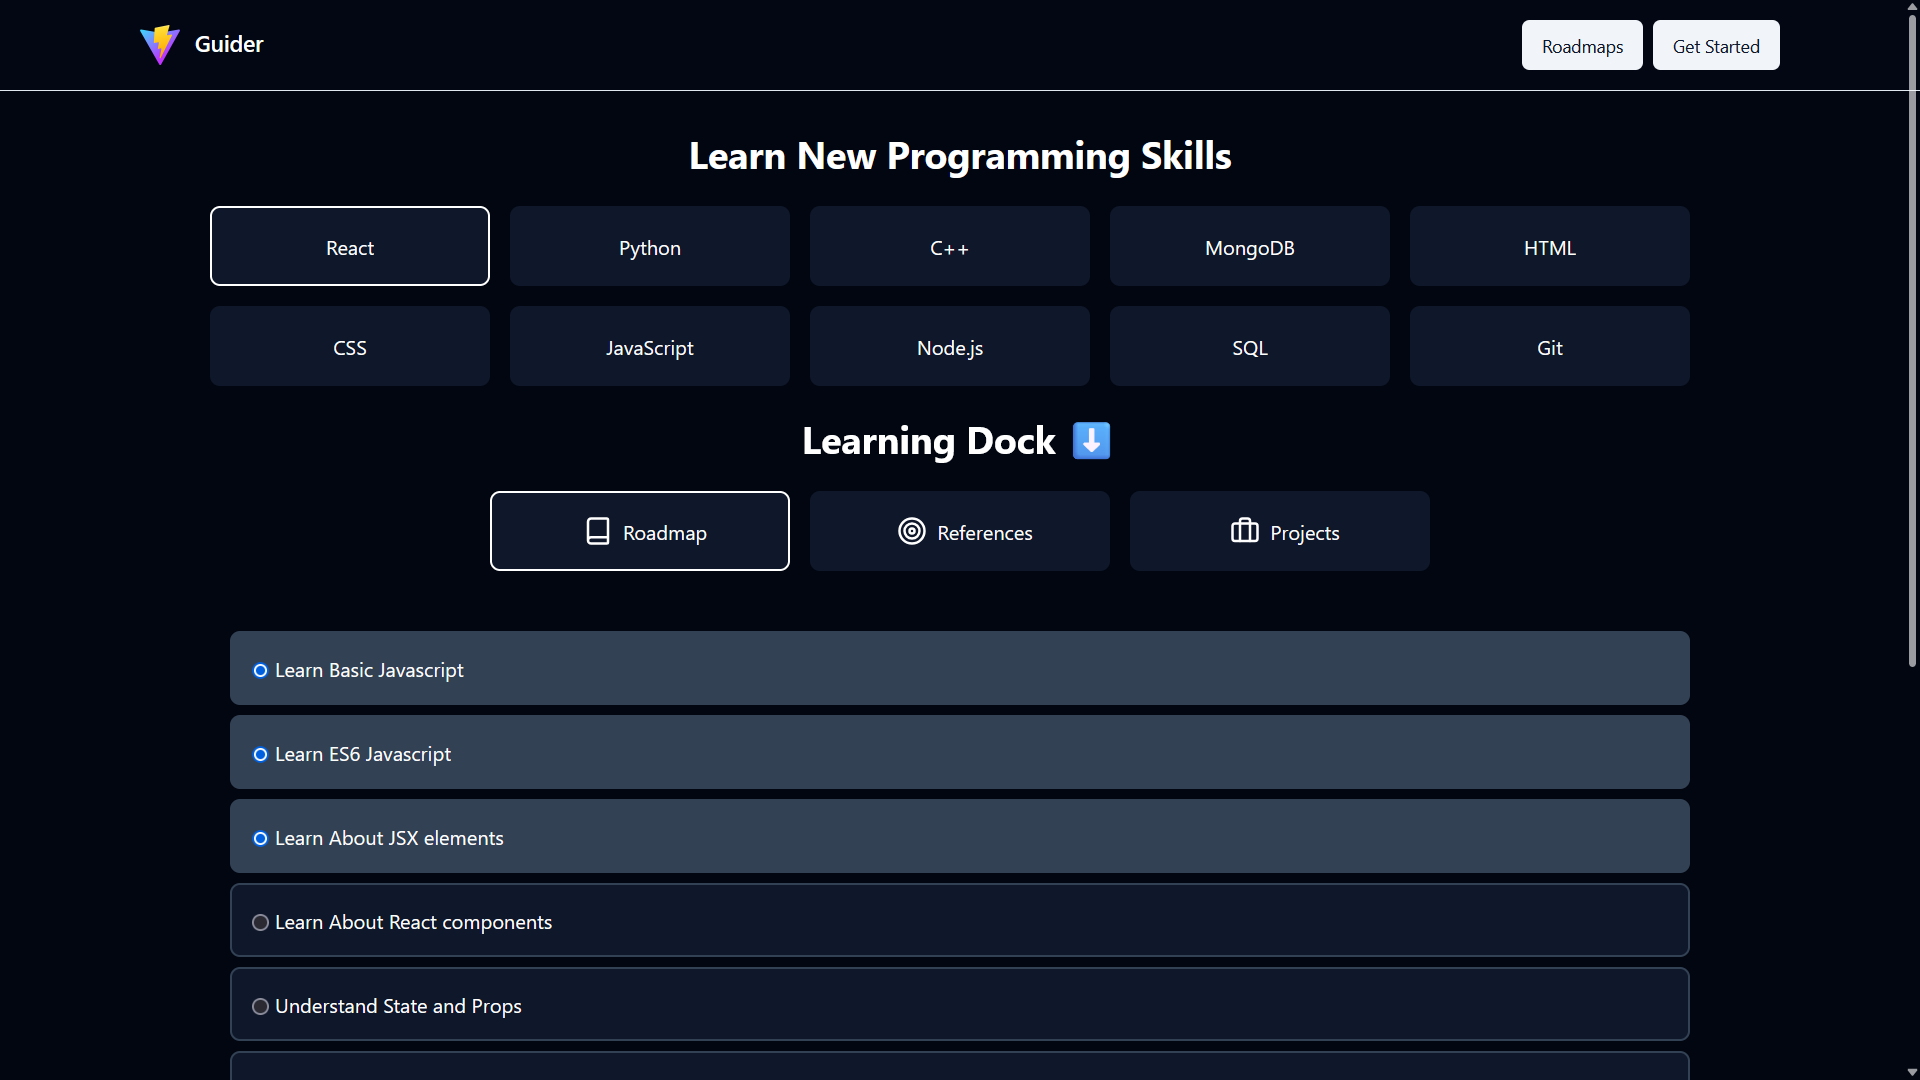 Guider
Roadmaps
Get Started
Learn New Programming Skills
React
Python
C++
MongoDB
HTML
CSS
JavaScript
Node.js
SQL
Git
Learning Dock ⬇️
Roadmap
References
Projects
Learn Basic Javascript
Learn ES6 Javascript
Learn About JSX elements
Learn About React components
Understand State and Props